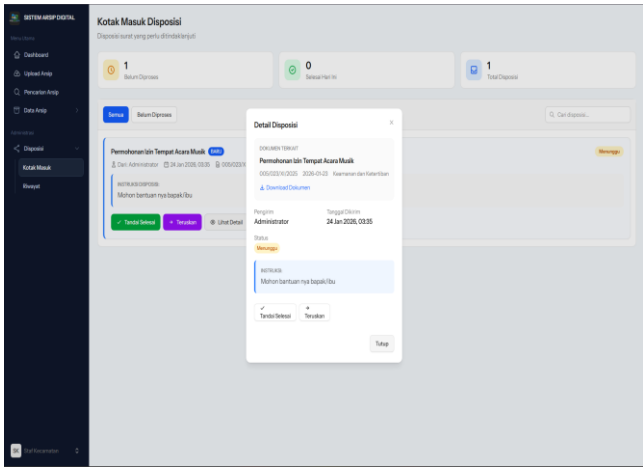 SISTEM ARSIP DIGITAL
Menu Utama
Dashboard
Upload Arsip
Pencarian Arsip
Data Arsip
Disposisi
Kotak Masuk
Riwayat
Staf Kecamatan
Kotak Masuk Disposisi
Disposisi surat yang perlu ditindaklanjuti
1
Belum Diproses
0
Selesai Hari Ini
1
Total Disposisi
Semua
Belum Diproses
Cari disposisi...
Permohonan Izin Tempat Acara Musik BARU
Dari: Administrator 24 Jan 2026, 03:35
Menunggu
INSTRUKSI DISPOSISI:
Mohon bantuan nya bapak/ibu
Tandai Selesai
Teruskan
Lihat Detail
Detail Disposisi
DOKUMEN TERKAIT
Permohonan Izin Tempat Acara Musik
2026-01-23 Keamanan dan Ketertiban
Download Dokumen
Pengirim
Tanggal Dikirim
Administrator
24 Jan 2026, 03:35
Status
Menunggu
INSTRUKSI
Mohon bantuan nya bapak/ibu
Tandai Selesai
Teruskan
Tutup